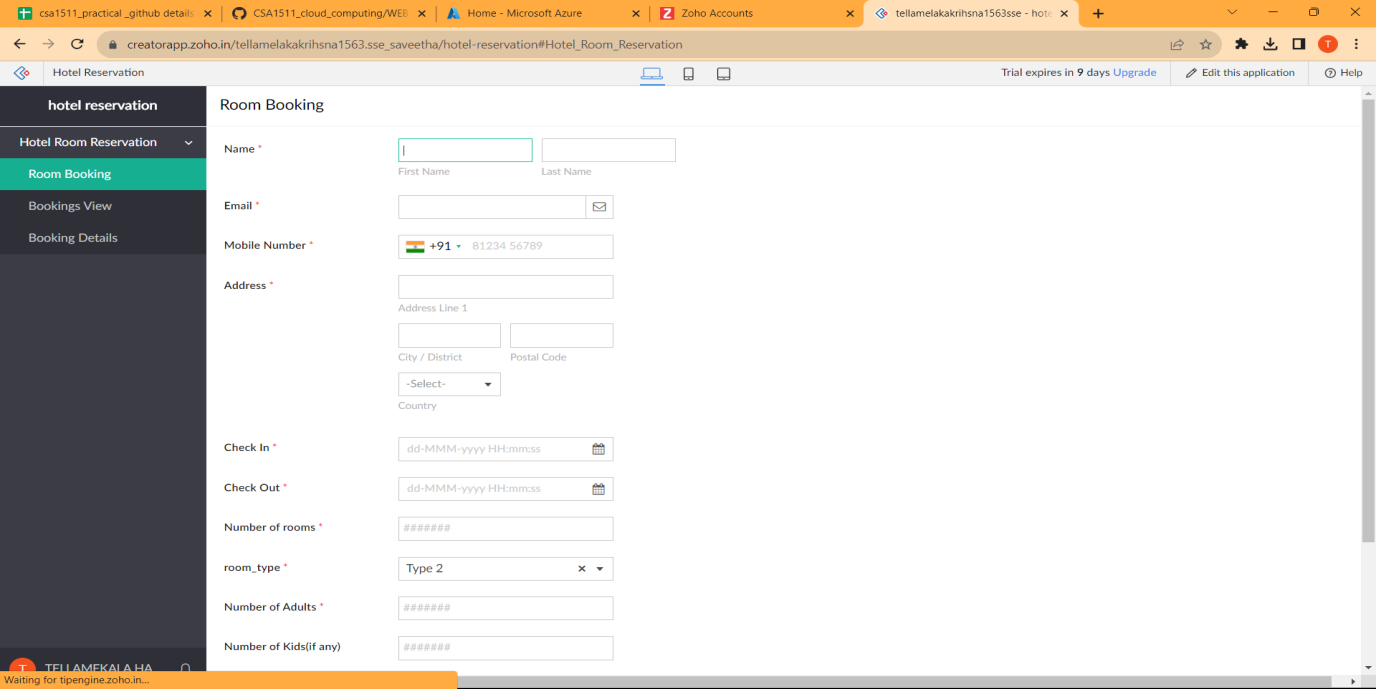 csa1511_practical _github details
CSA1511_cloud_computing/WEB
Home - Microsoft Azure
Z Zoho Accounts
tellamelakakrihsna1563sse - hote
creatorapp.zoho.in/tellamelakakrihsna1563.sse_saveetha/hotel-reservation#Hotel_Room_Reservation
T
Hotel Reservation
Trial expires in 9 days Upgrade
Edit this application
Help
hotel reservation
Hotel Room Reservation
Room Booking
Bookings View
Booking Details
Room Booking
Name *
First Name Last Name
Email *
Mobile Number * +91 81234 56789
Address *
Address Line 1
City / District Postal Code
-Select-
Country
Check In * dd-MMM-yyyy HH:mm:ss
Check Out * dd-MMM-yyyy HH:mm:ss
Number of rooms * #######
room_type * Type 2
Number of Adults * #######
Number of Kids(if any) #######
T TELLAMEKALA HA
Waiting for tipengine.zoho.in...